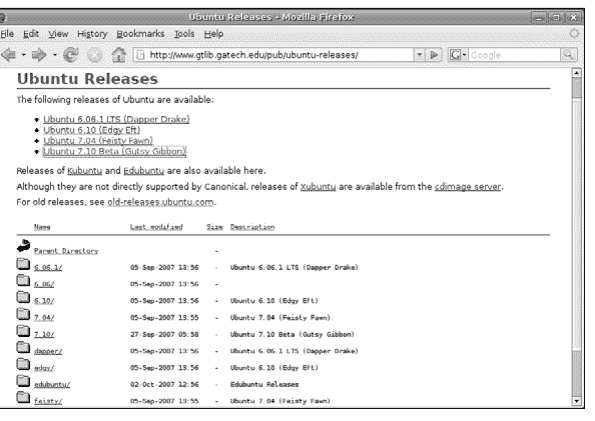 Ubuntu Releases - Mozilla Firefox
File Edit View History Bookmarks Tools Help
http://www.gtlib.gatech.edu/pub/ubuntu-releases/ G Google
Ubuntu Releases
The following releases of Ubuntu are available:
Ubuntu 6.06.1 LTS (Dapper Drake)
Ubuntu 6.10 (Edgy Eft)
Ubuntu 7.04 (Feisty Fawn)
Ubuntu 7.10 Beta (Gutsy Gibbon)
Releases of Kubuntu and Edubuntu are also available here.
Although they are not directly supported by Canonical, releases of Xubuntu are available from the cdimage server.
For old releases, see old-releases.ubuntu.com.
Name Last modified Size Description
Parent Directory -
6.06.1/ 05-Sep-2007 13:56 - Ubuntu 6.06.1 LTS (Dapper Drake)
6.06/ 05-Sep-2007 13:56 -
6.10/ 05-Sep-2007 13:56 - Ubuntu 6.10 (Edgy Eft)
7.04/ 05-Sep-2007 13:55 - Ubuntu 7.04 (Feisty Fawn)
7.10/ 27-Sep-2007 05:58 - Ubuntu 7.10 Beta (Gutsy Gibbon)
dapper/ 05-Sep-2007 13:56 - Ubuntu 6.06.1 LTS (Dapper Drake)
edgy/ 05-Sep-2007 13:56 - Ubuntu 6.10 (Edgy Eft)
edubuntu/ 02-Oct-2007 12:56 - Edubuntu Releases
feisty/ 05-Sep-2007 13:55 - Ubuntu 7.04 (Feisty Fawn)